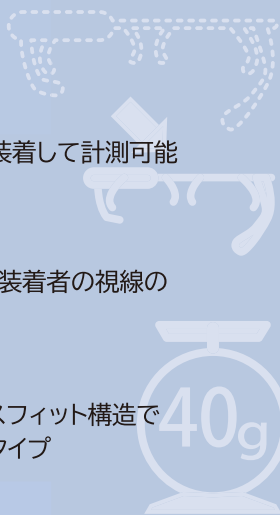 装着して計測可能
装着者の視線の
スフィット構造で
タイプ
40g